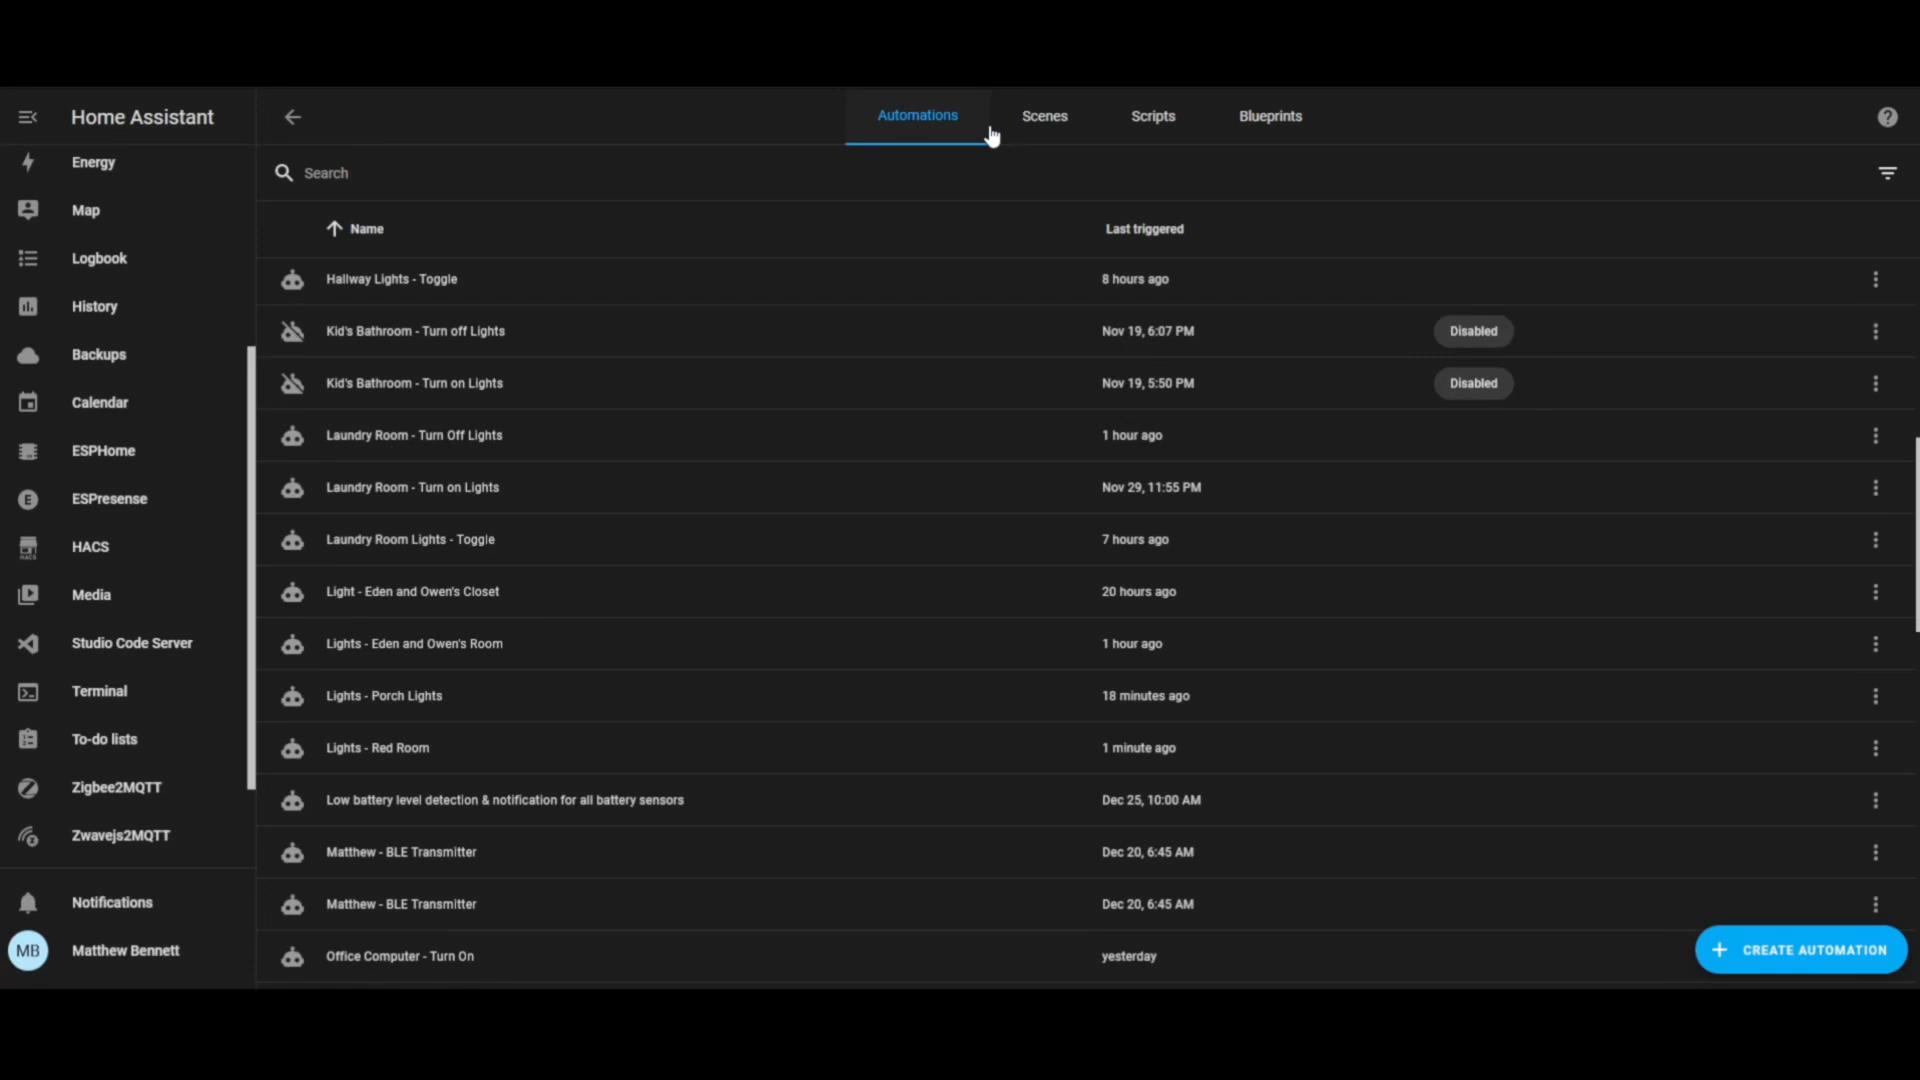 Home Assistant
Automations
Scenes
Scripts
Blueprints
Energy
Map
Logbook
History
Backups
Calendar
ESPHome
E
ESPresense
HACS
HACS
Media
Studio Code Server
Terminal
To-do lists
Zigbee2MQTT
Zwavejs2MQTT
Notifications
MB
Matthew Bennett
Search
Name Last triggered
Hallway Lights - Toggle 8 hours ago
Kid's Bathroom - Turn off Lights Nov 19, 6:07 PM Disabled
Kid's Bathroom - Turn on Lights Nov 19, 5:50 PM Disabled
Laundry Room - Turn Off Lights 1 hour ago
Laundry Room - Turn on Lights Nov 29, 11:55 PM
Laundry Room Lights - Toggle 7 hours ago
Light - Eden and Owen's Closet 20 hours ago
Lights - Eden and Owen's Room 1 hour ago
Lights - Porch Lights 18 minutes ago
Lights - Red Room 1 minute ago
Low battery level detection & notification for all battery sensors Dec 25, 10:00 AM
Matthew - BLE Transmitter Dec 20, 6:45 AM
Matthew - BLE Transmitter Dec 20, 6:45 AM
Office Computer - Turn On yesterday
+ CREATE AUTOMATION